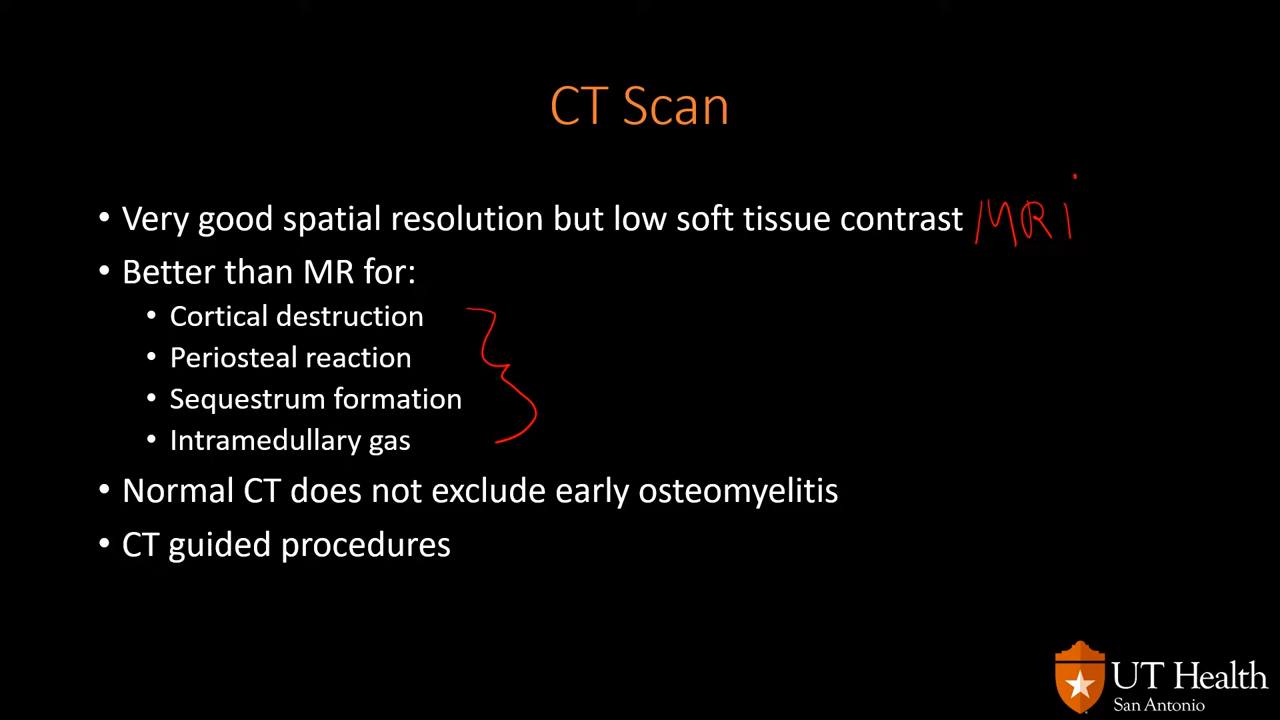 CT Scan
• Very good spatial resolution but low soft tissue contrast MRI
• Better than MR for:
• Cortical destruction
• Periosteal reaction
• Sequestrum formation
• Intramedullary gas
• Normal CT does not exclude early osteomyelitis
• CT guided procedures
UT Health
San Antonio